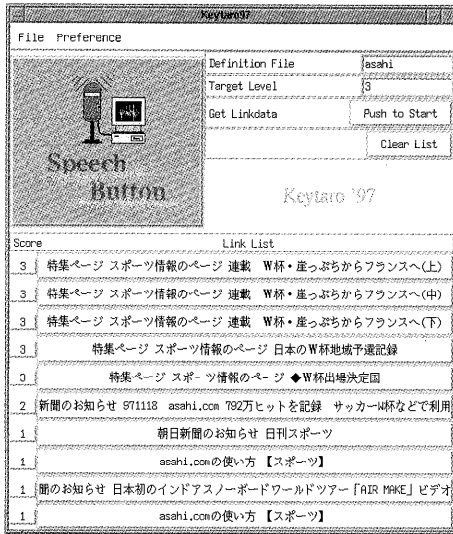 Keytaro97
File Preference
Definition File asahi
Target Level 3
Get Linkdata Push to Start
Clear List
Speech
Button
Keytaro '97
Score Link List
3 特集ページ スポーツ情報のページ 連載 W杯・崖っぷちからフランスへ(上)
3 特集ページ スポーツ情報のページ 連載 W杯・崖っぷちからフランスへ(中)
3 特集ページ スポーツ情報のページ 連載 W杯・崖っぷちからフランスへ(下)
3 特集ページ スポーツ情報のページ 日本のW杯地域予選記録
3 特集ページ スポーツ情報のページ ◆W杯出場決定国
2 新聞のお知らせ 971118 asahi.com 792万ヒットを記録 サッカーW杯などで利用
1 朝日新聞のお知らせ 日刊スポーツ
1 asahi.comの使い方 【スポーツ】
1 聞のお知らせ 日本初のインドアスノーボードワールドツアー「AIR MAKE」ビデオ
1 asahi.comの使い方 【スポーツ】